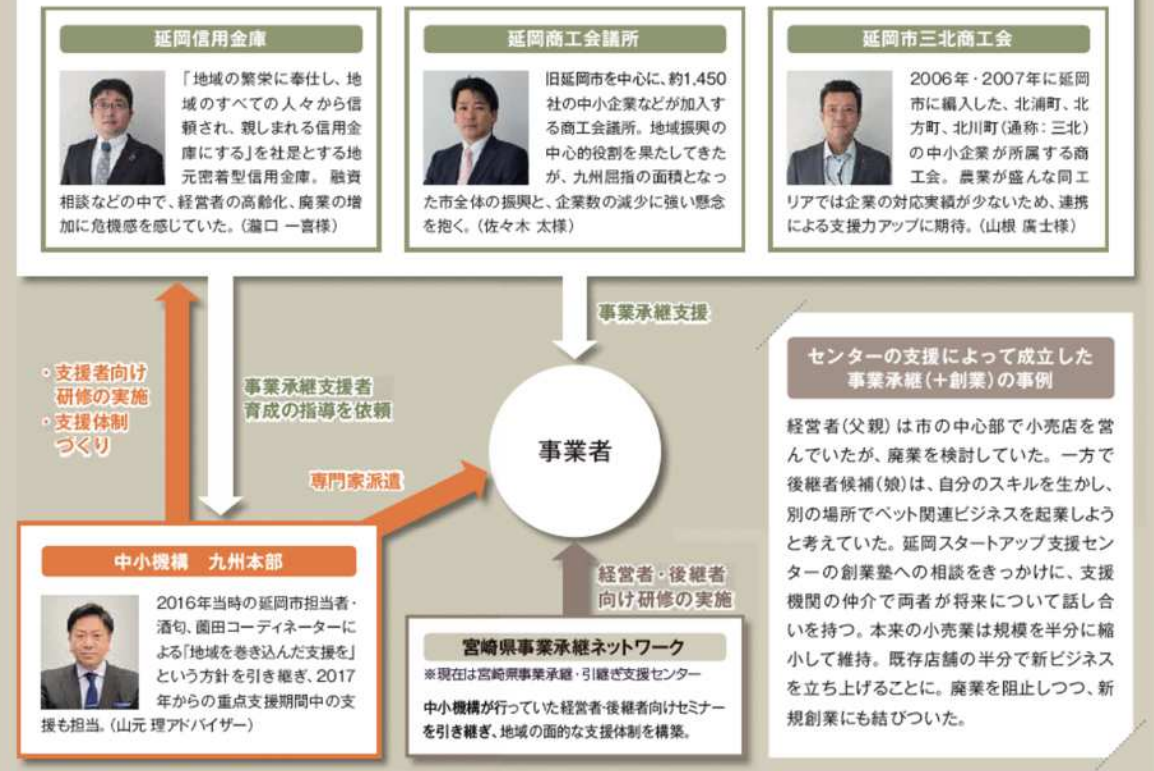 延岡信用金庫
「地域の繁栄に奉仕し、地
域のすべての人々から信
頼され、親しまれる信用金
庫にする」を社是とする地
元密着型信用金庫。融資
相談などの中で、経営者の高齢化、廃業の増
加に危機感を感じていた。(瀧口 一喜様)
延岡商工会議所
旧延岡市を中心に、約1,450
社の中小企業などが加入す
る商工会議所。地域振興の
中心的役割を果たしてきた
が、九州屈指の面積となっ
た市全体の振興と、企業数の減少に強い懸念
を抱く。(佐々木 太様)
延岡市三北商工会
2006年・2007年に延岡
市に編入した、北浦町、北
方町、北川町(通称:三北)
の中小企業が所属する商
工会。農業が盛んな同エ
リアでは企業の対応実績が少ないため、連携
による支援力アップに期待。(山根 廣士様)
・支援者向け
研修の実施
・支援体制
づくり
事業承継支援者
育成の指導を依頼
事業承継支援
専門家派遣
事業者
経営者・後継者
向け研修の実施
中小機構 九州本部
2016年当時の延岡市担当者・
酒匂、薗田コーディネーターに
よる「地域を巻き込んだ支援を」
という方針を引き継ぎ、2017
年からの重点支援期間中の支
援も担当。(山元 理アドバイザー)
宮崎県事業承継ネットワーク
※現在は宮崎県事業承継・引継ぎ支援センター
中小機構が行っていた経営者・後継者向けセミナー
を引き継ぎ、地域の面的な支援体制を構築。
センターの支援によって成立した
事業承継(+創業)の事例
経営者(父親)は市の中心部で小売店を営
んでいたが、廃業を検討していた。一方で
後継者候補(娘)は、自分のスキルを生かし、
別の場所でペット関連ビジネスを起業しよう
と考えていた。延岡スタートアップ支援セン
ターの創業塾への相談をきっかけに、支援
機関の仲介で両者が将来について話し合
いを持つ。本来の小売業は規模を半分に縮
小して維持。既存店舗の半分で新ビジネス
を立ち上げることに。廃業を阻止しつつ、新
規創業にも結びついた。